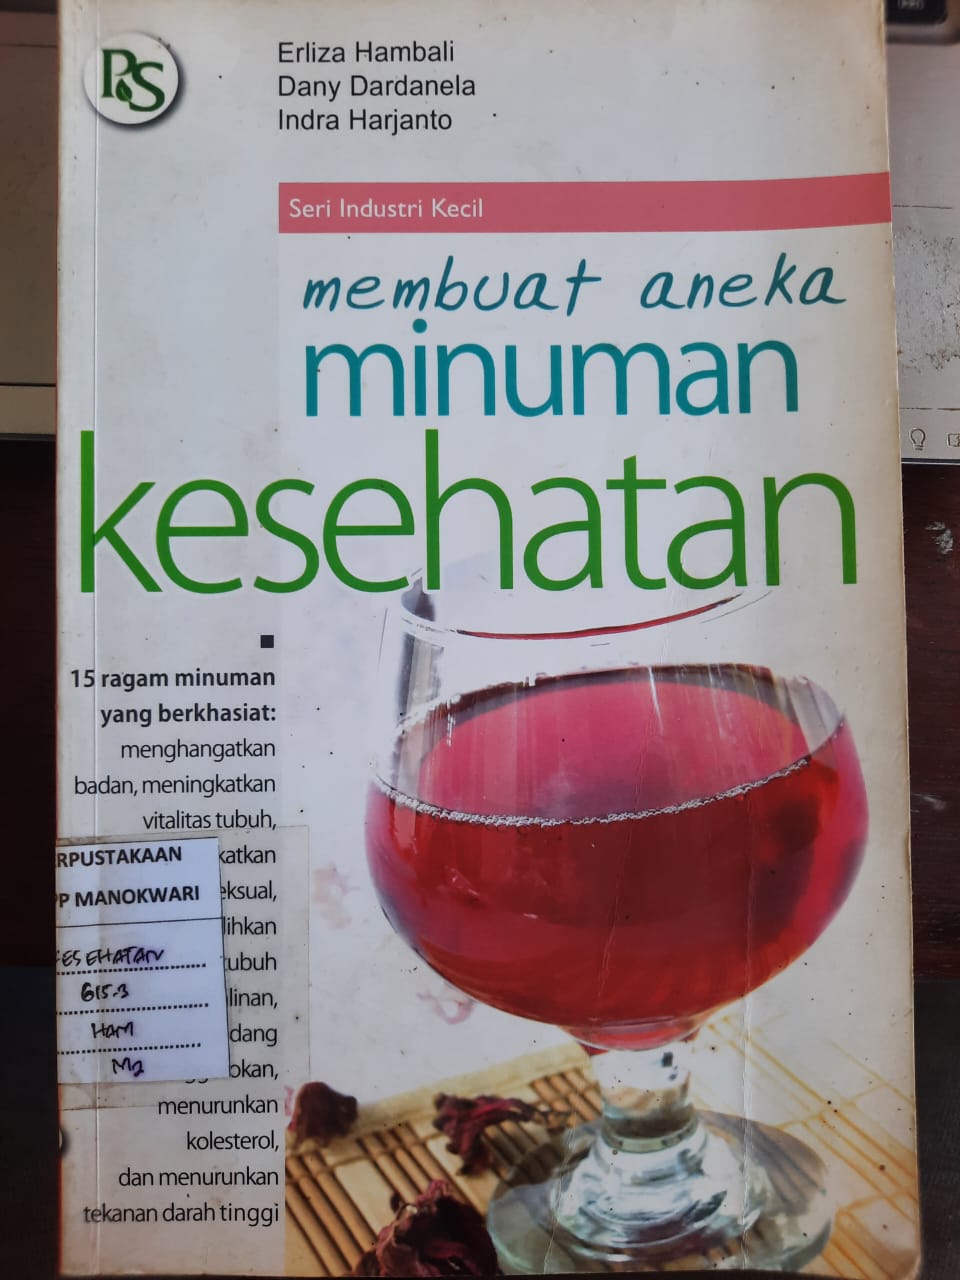 PS
Erliza Hambali
Dany Dardanela
Indra Harjanto
Seri Industri Kecil
membuat aneka
minuman
kesehatan
15 ragam minuman
yang berkhasiat:
menghangatkan
badan, meningkatkan
vitalitas tubuh,
katkan
eksual,
lihkan
tubuh
linan,
dang
okan,
menurunkan
kolesterol,
dan menurunkan
tekanan darah tinggi
RPUSTAKAAN
PP MANOKWARI
KESEHATAN
615.3
Ham
M2